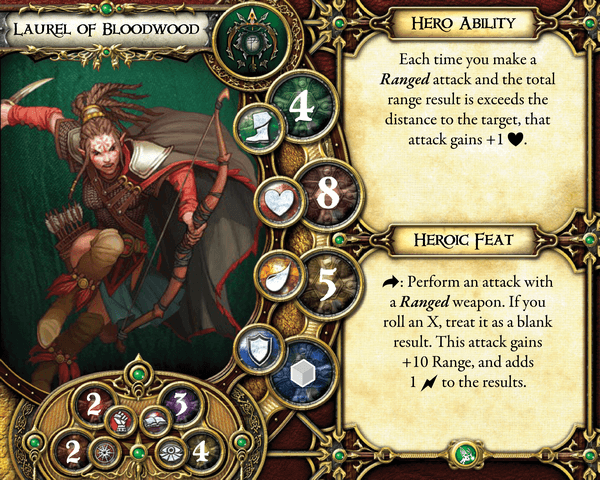 LAUREL OF BLOODWOOD
4
8
5
2
3
2
4
HERO ABILITY
Each time you make a
Ranged attack and the total
range result is exceeds the
distance to the target, that
attack gains +1 .
HEROIC FEAT
: Perform an attack with
a Ranged weapon. If you
roll an X, treat it as a blank
result. This attack gains
+10 Range, and adds
1 to the results.